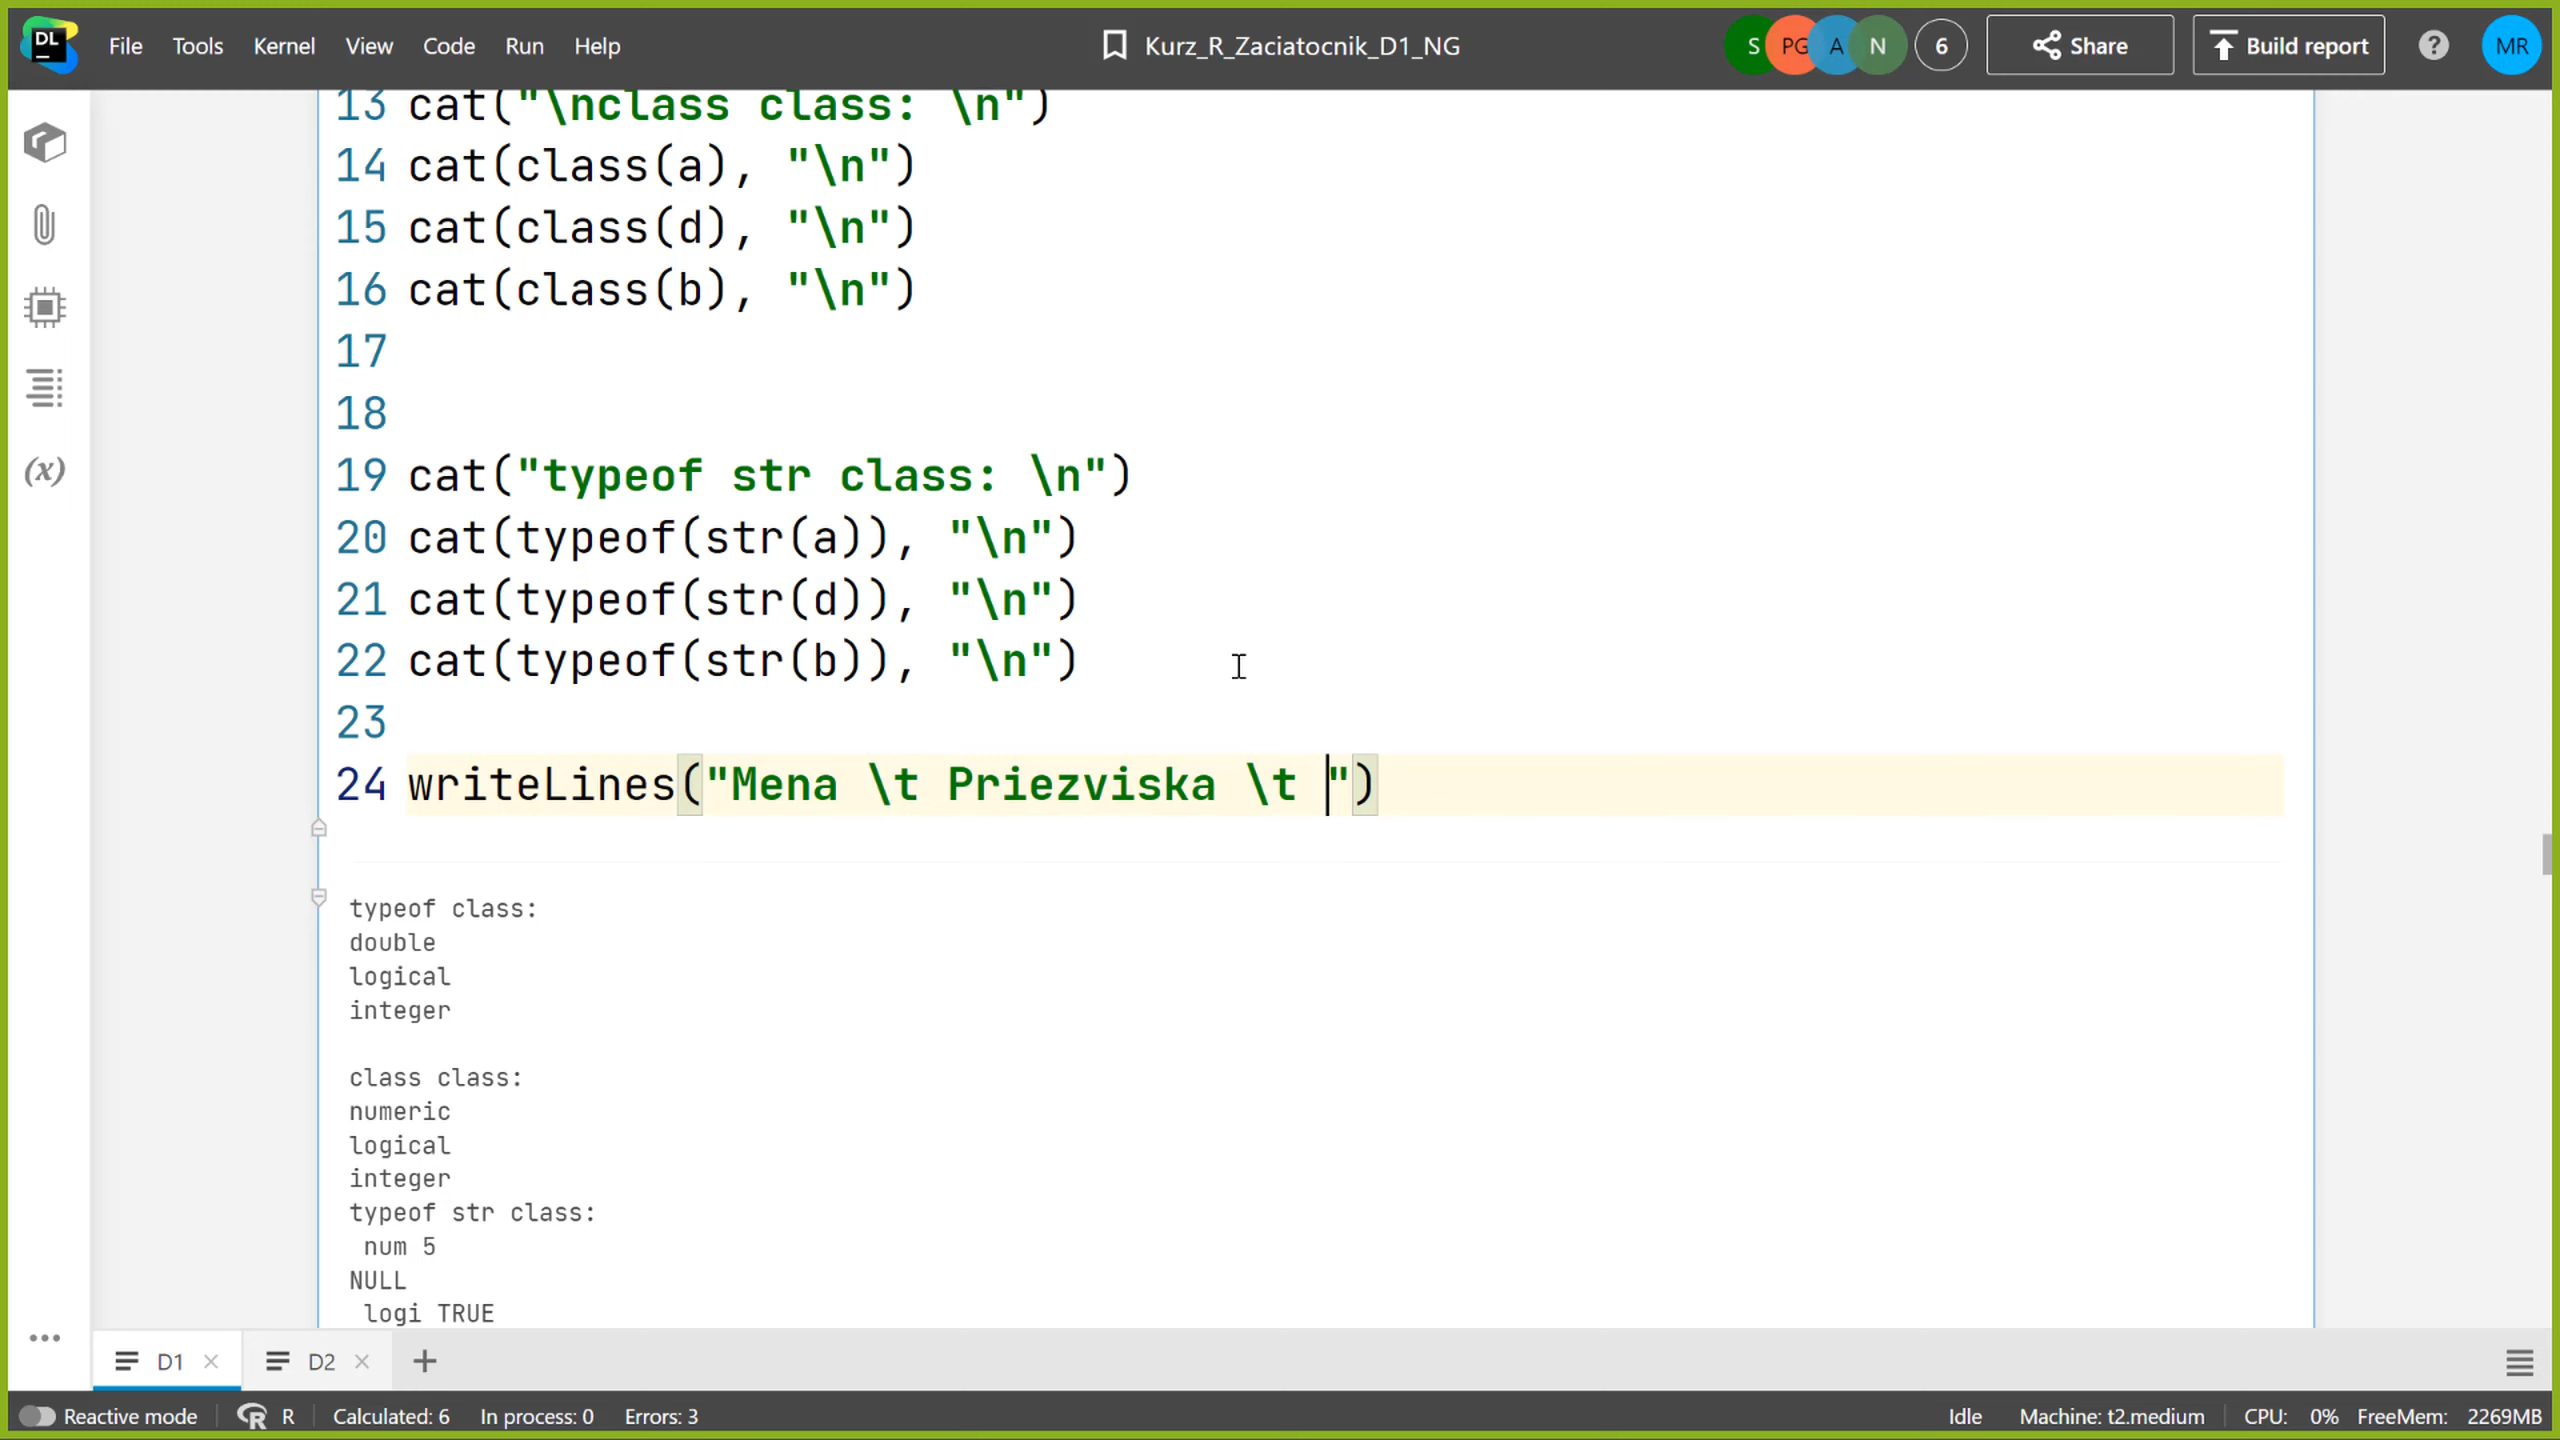 DL
File Tools Kernel View Code Run Help
Kurz_R_Zaciatocnik_D1_NG
S PG A N 6 Share Build report ? MR
13 cat("\nclass class: \n")
14 cat(class(a), "\n")
15 cat(class(d), "\n")
16 cat(class(b), "\n")
17
18
19 cat("typeof str class: \n")
20 cat(typeof(str(a)), "\n")
21 cat(typeof(str(d)), "\n")
22 cat(typeof(str(b)), "\n")
23
24 writeLines("Mena \t Priezviska \t ")
(x)
typeof class:
double
logical
integer
class class:
numeric
logical
integer
typeof str class:
num 5
NULL
logi TRUE
D1 D2
Reactive mode R Calculated: 6 In process: 0 Errors: 3 Idle Machine: t2.medium CPU: 0% FreeMem: 2269MB